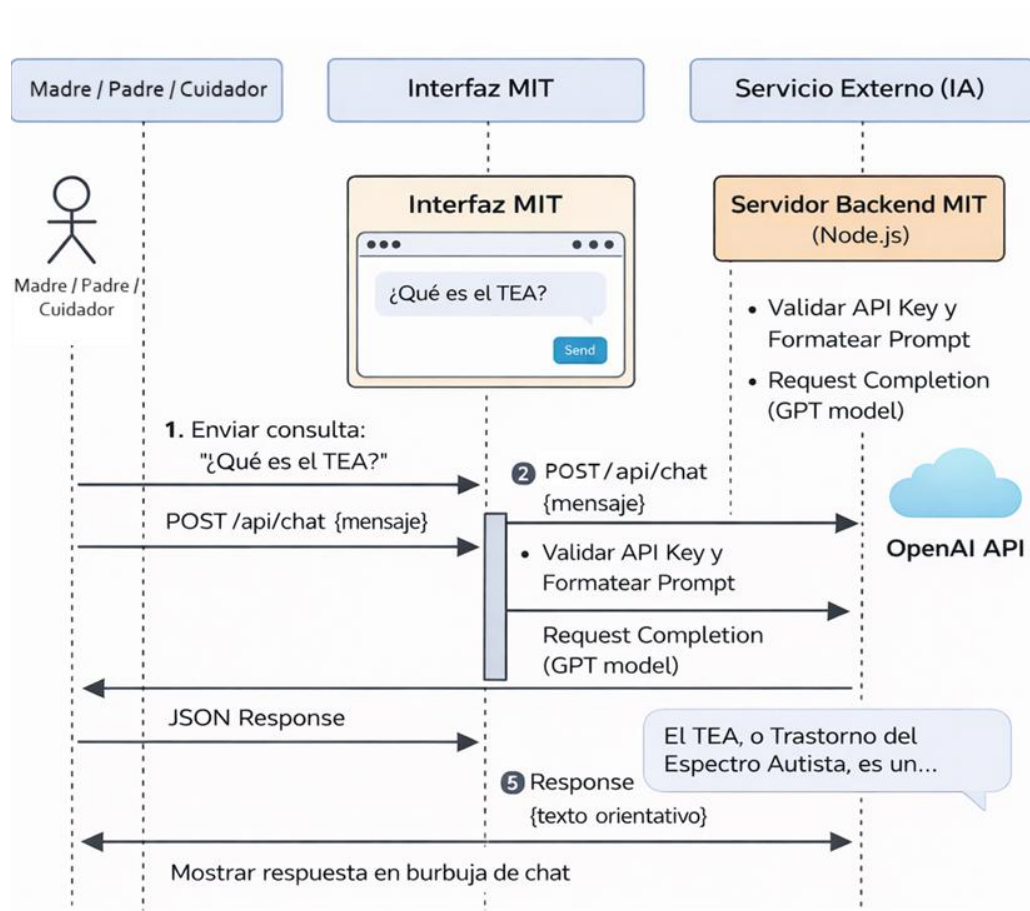 Madre / Padre / Cuidador
Interfaz MIT
Servicio Externo (IA)
Madre / Padre /
Cuidador
Interfaz MIT
¿Qué es el TEA?
Send
Servidor Backend MIT
(Node.js)
• Validar API Key y
Formatear Prompt
• Request Completion
(GPT model)
OpenAI API
1. Enviar consulta:
"¿Qué es el TEA?"
POST /api/chat {mensaje}
2 POST / api/chat
{mensaje}
• Validar API Key y
Formatear Prompt
Request Completion
(GPT model)
JSON Response
El TEA, o Trastorno del
Espectro Autista, es un...
5 Response
{texto orientativo}
Mostrar respuesta en burbuja de chat